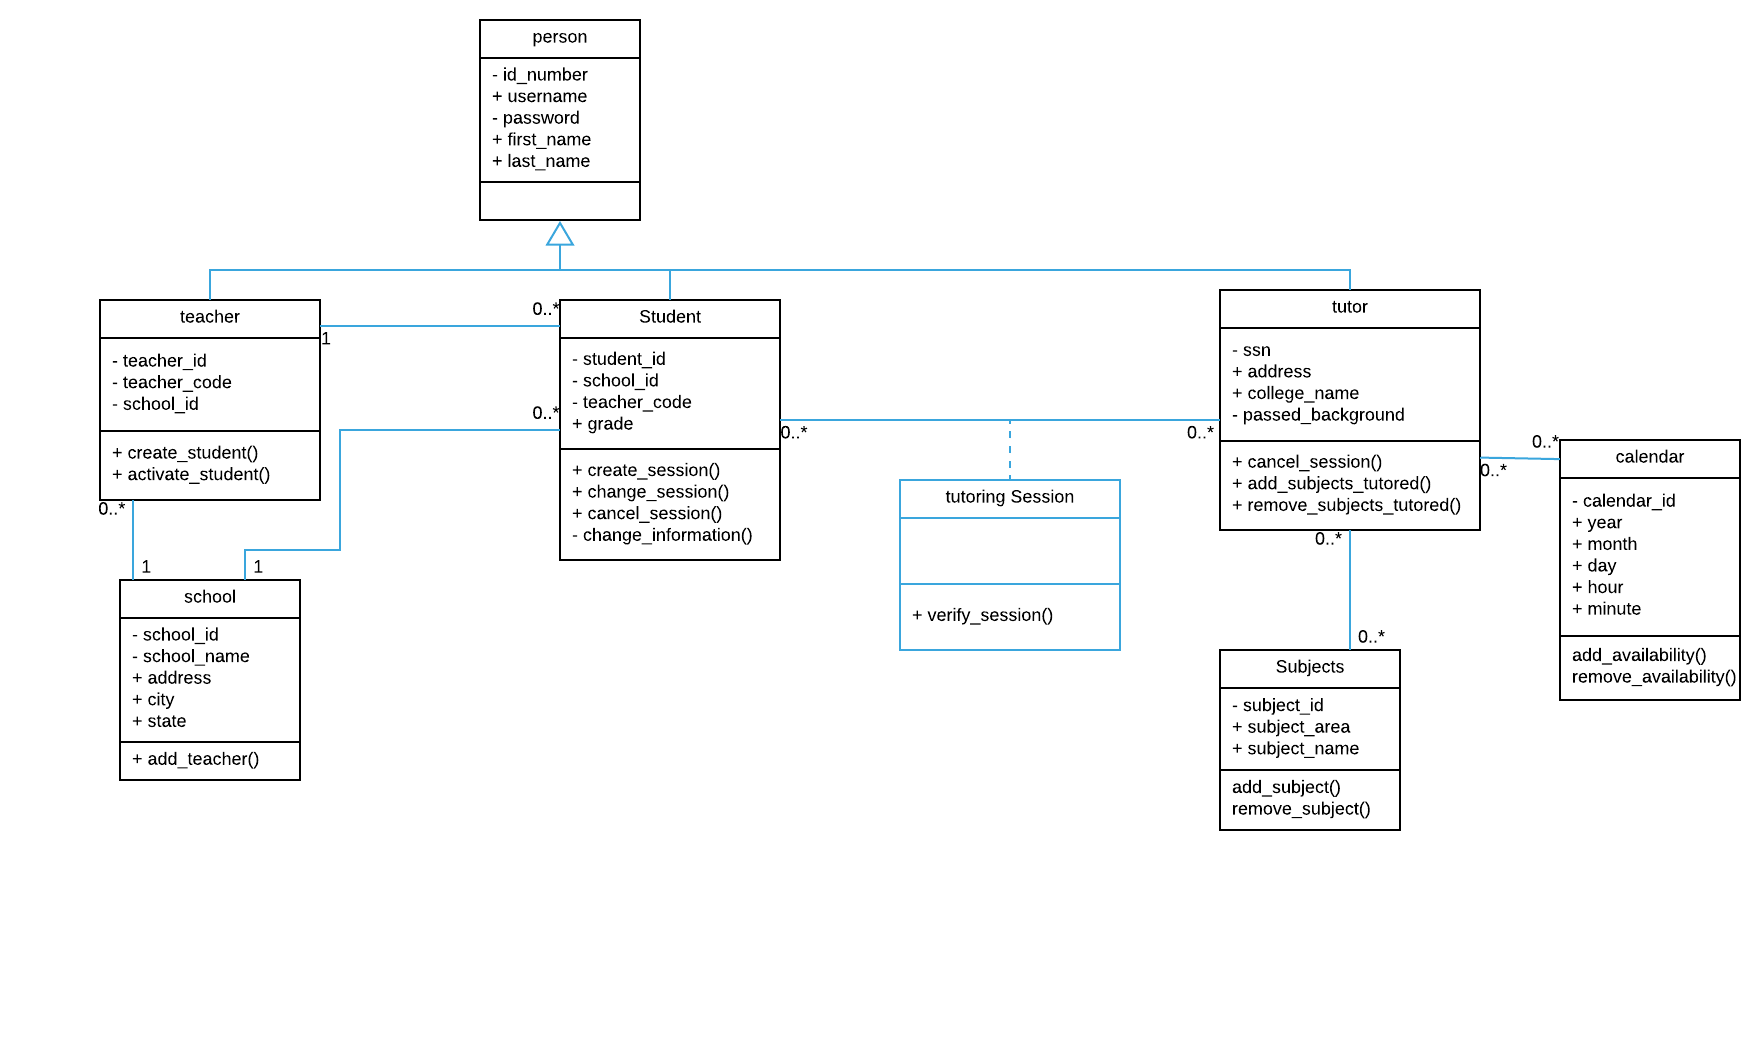 person
- id_number
+ username
- password
+ first_name
+ last_name
teacher
- teacher_id
- teacher_code
- school_id
+ create_student()
+ activate_student()
1
0..*
0..*
1
Student
- student_id
- school_id
- teacher_code
+ grade
+ create_session()
+ change_session()
+ cancel_session()
- change_information()
0..*
1
school
- school_id
- school_name
+ address
+ city
+ state
+ add_teacher()
0..*
0..*
tutoring Session
+ verify_session()
tutor
- ssn
+ address
+ college_name
- passed_background
+ cancel_session()
+ add_subjects_tutored()
+ remove_subjects_tutored()
0..*
0..*
0..*
0..*
calendar
- calendar_id
+ year
+ month
+ day
+ hour
+ minute
add_availability()
remove_availability()
Subjects
- subject_id
+ subject_area
+ subject_name
add_subject()
remove_subject()